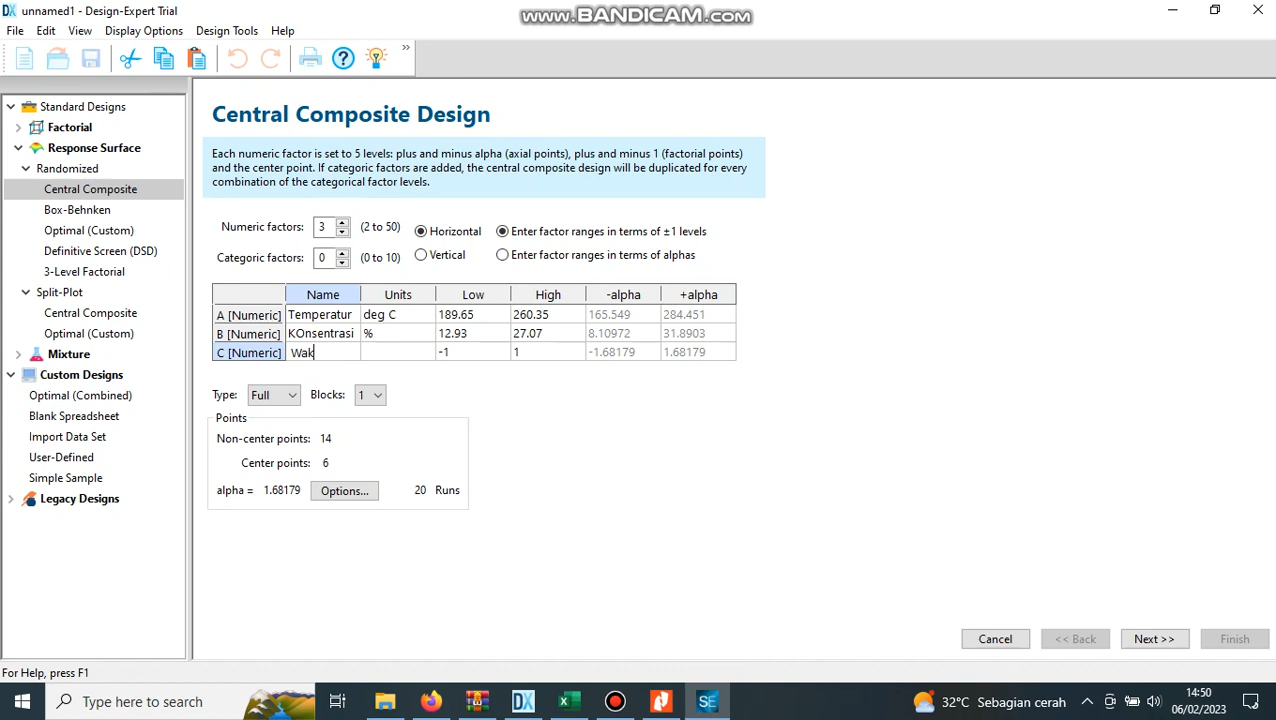 unnamed1 - Design-Expert Trial
www.BANDICAM.com
File Edit View Display Options Design Tools Help
»
Standard Designs
Factorial
Response Surface
Randomized
Central Composite
Box-Behnken
Optimal (Custom)
Definitive Screen (DSD)
3-Level Factorial
Split-Plot
Central Composite
Optimal (Custom)
Mixture
Custom Designs
Optimal (Combined)
Blank Spreadsheet
Import Data Set
User-Defined
Simple Sample
Legacy Designs
Central Composite Design
Each numeric factor is set to 5 levels: plus and minus alpha (axial points), plus and minus 1 (factorial points)
and the center point. If categoric factors are added, the central composite design will be duplicated for every
combination of the categorical factor levels.
Numeric factors: 3 (2 to 50) Horizontal Enter factor ranges in terms of ±1 levels
Categoric factors: 0 (0 to 10) Vertical Enter factor ranges in terms of alphas
Name Units Low High -alpha +alpha
A [Numeric] Temperatur deg C 189.65 260.35 165.549 284.451
B [Numeric] KOnsentrasi % 12.93 27.07 8.10972 31.8903
C [Numeric] Wak -1 1 -1.68179 1.68179
Type: Full Blocks: 1
Points
Non-center points: 14
Center points: 6
alpha = 1.68179 Options... 20 Runs
Cancel << Back Next >> Finish
For Help, press F1
Type here to search
DX
SE
32°C Sebagian cerah
14:50
06/02/2023